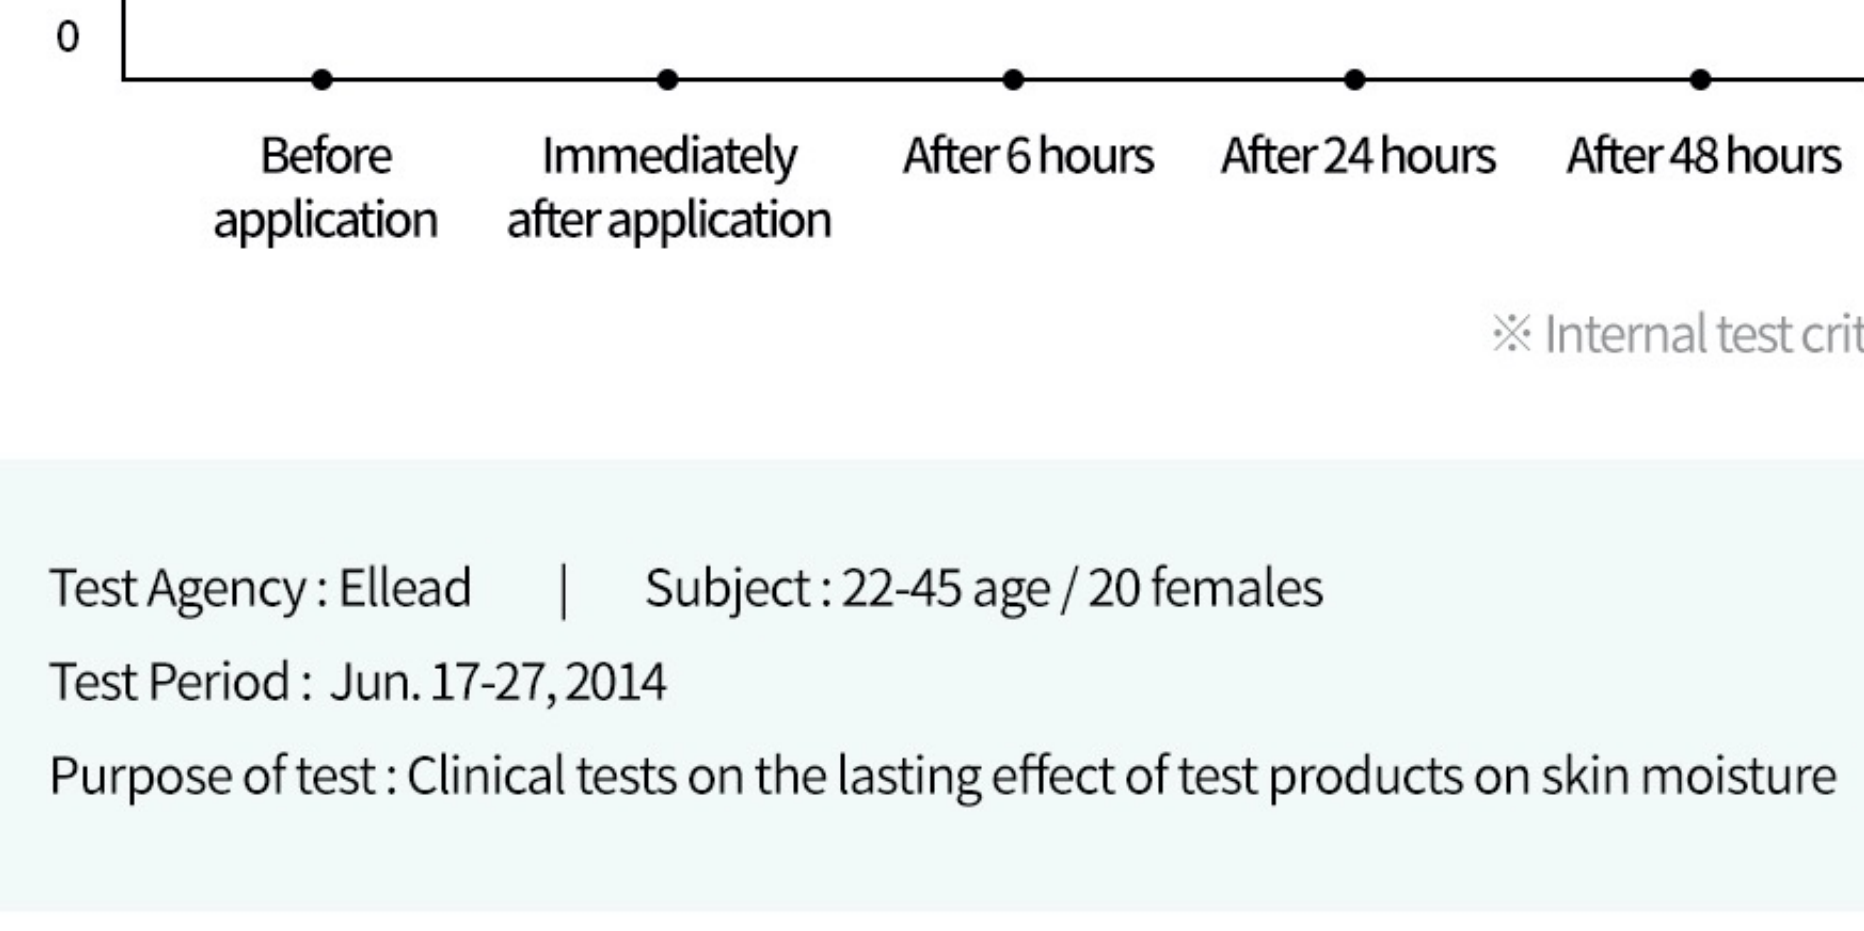 0
Before
application
Immediately
after application
After 6 hours
After 24 hours
After 48 hours
※ Internal test
Test Agency : Ellead | Subject : 22-45 age / 20 females
Test Period : Jun. 17-27, 2014
Purpose of test : Clinical tests on the lasting effect of test products on skin moisture